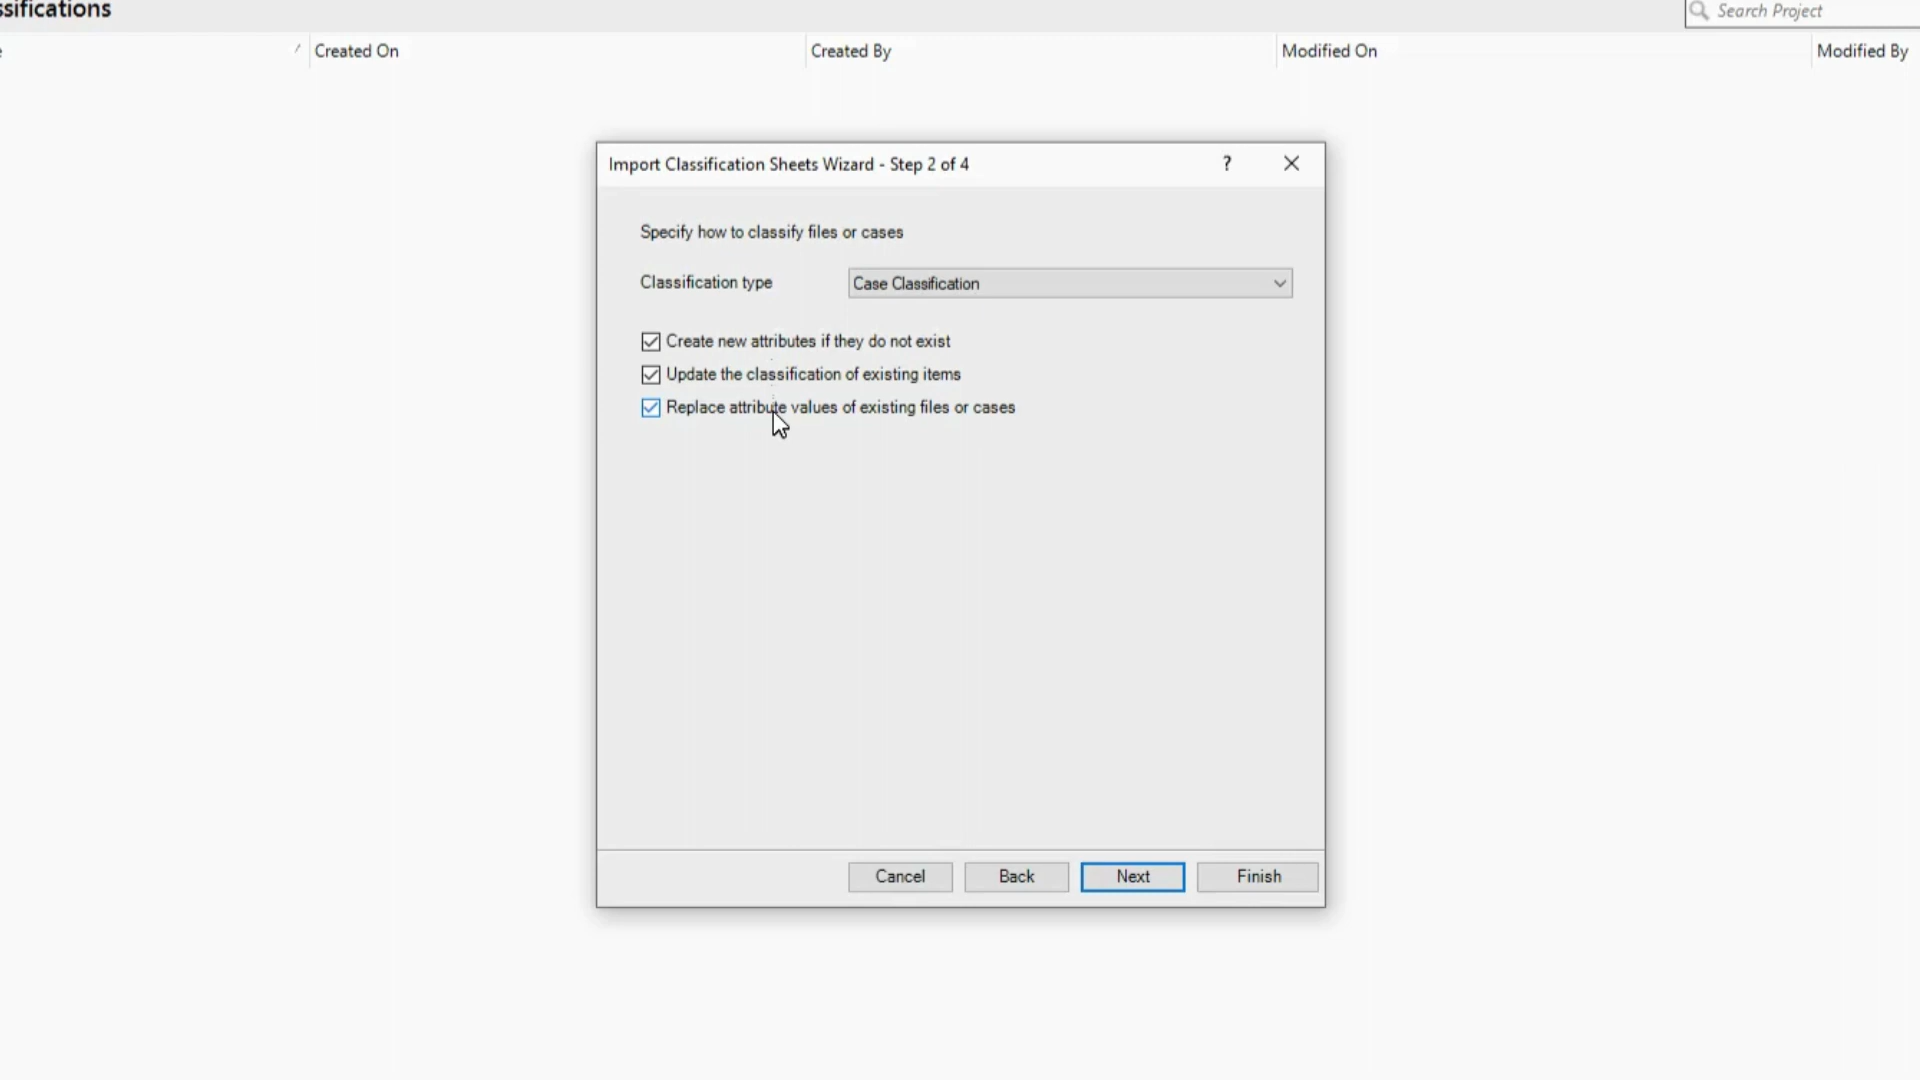 ssifications
Search Project
Created On
Created By
Modified On
Modified By
Import Classification Sheets Wizard - Step 2 of 4
?
Specify how to classify files or cases
Classification type
Case Classification
Create new attributes if they do not exist
Update the classification of existing items
Replace attribute values of existing files or cases
Cancel
Back
Next
Finish